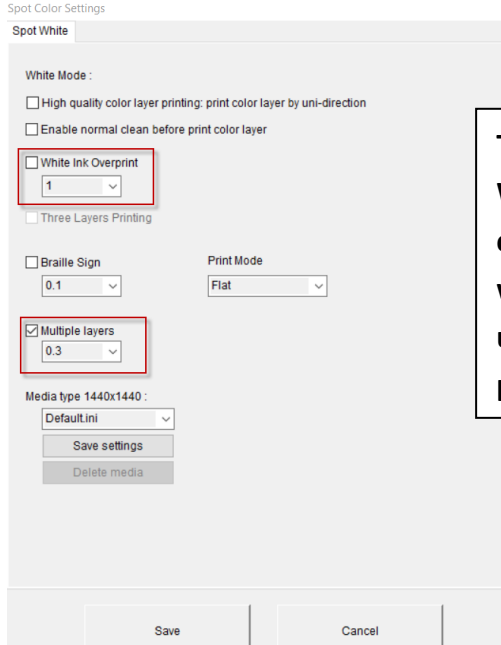 Spot Color Settings
Spot White
White Mode :
High quality color layer printing: print color layer by uni-direction
Enable normal clean before print color layer
White Ink Overprint
1
Three Layers Printing
Braille Sign Print Mode
0.1 Flat
Multiple layers
0.3
Media type 1440x1440 :
Default.ini
Save settings
Delete media
Save Cancel